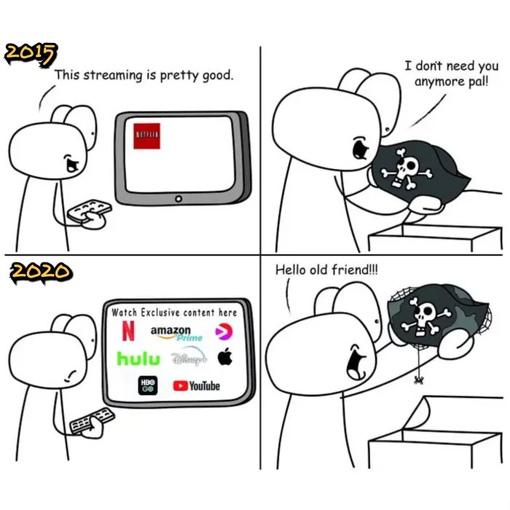 2015
This streaming is pretty good.
NETFLIX
I don't need you
anymore pal!
2020
Watch Exclusive content here
N
amazon
Prime
hulu
Disney+
HBO
GO
YouTube
Hello old friend!!!